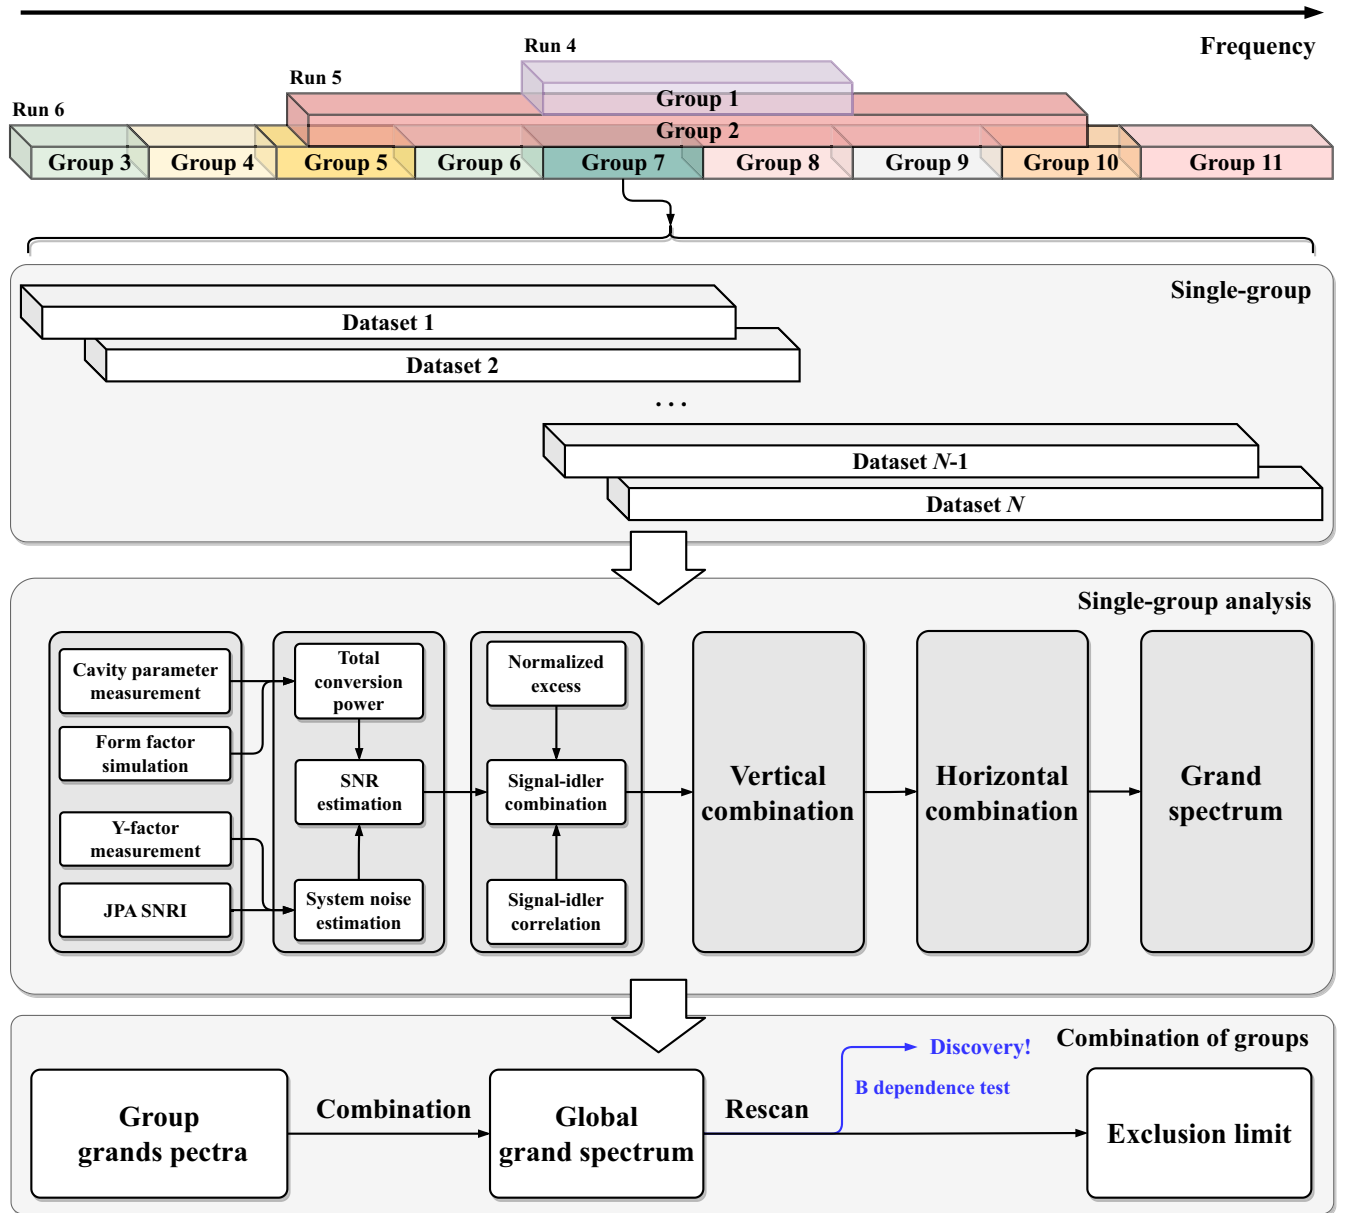 Frequency
Run 4
Run 5
Run 6
Group 1
Group 2
Group 3
Group 4
Group 5
Group 6
Group 7
Group 8
Group 9
Group 10
Group 11
Single-group
Dataset 1
Dataset 2
...
Dataset N-1
Dataset N
Single-group analysis
Cavity parameter
measurement
Form factor
simulation
Y-factor
measurement
JPA SNRI
Total
conversion
power
SNR
estimation
System noise
estimation
Normalized
excess
Signal-idler
combination
Signal-idler
correlation
Vertical
combination
Horizontal
combination
Grand
spectrum
Combination of groups
Group
grands pectra
Combination
Global
grand spectrum
Rescan
Discovery!
B dependence test
Exclusion limit